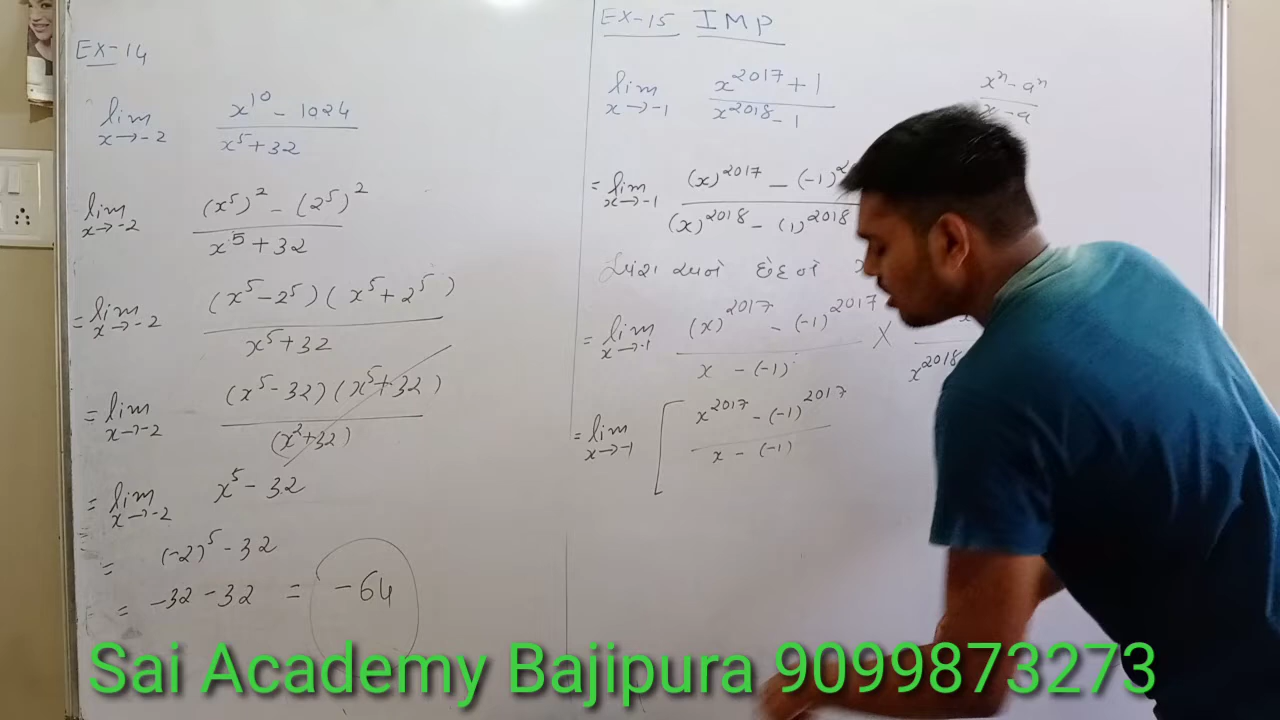 EX-14
lim x→-2 x^10 - 1024 / x^5+32
lim x→-2 (x^5)^2 - (2^5)^2 / x^5+32
= lim x→-2 (x^5-2^5)(x^5+2^5) / x^5+32
= lim x→-2 (x^5-32)(x^5+32) / (x^2+32)
= lim x→-2 x^5-32
= (-2)^5-32
= -32-32 = -64
EX-15 IMP
lim x→-1 x^2017+1 / x^2018-1
x^n-a^n / x-a
= lim x→-1 (x)^2017 - (-1) / (x)^2018 - (1)^2018
અંશ અને છેદને
= lim x→-1 (x)^2017 - (-1)^2017 / x - (-1) × x^2018
= lim x→-1 [ x^2017 - (-1)^2017 / x - (-1)
Sai Academy Bajipura 9099873273